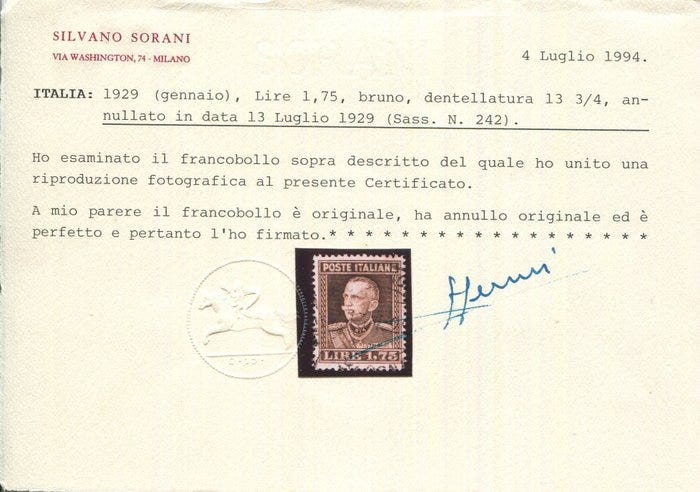 SILVANO SORANI
VIA WASHINGTON, 74 - MILANO
4 Luglio 1994.
ITALIA: 1929 (gennaio), Lire 1,75, bruno, dentellatura 13 3/4, an-
nullato in data 13 Luglio 1929 (Sass. N. 242).
Ho esaminato il francobollo sopra descritto del quale ho unito una
riproduzione fotografica al presente Certificato.
A mio parere il francobollo è originale, ha annullo originale ed è
perfetto e pertanto l'ho firmato.* * * * * * * * * * * * * * * * * *
POSTE ITALIANE
LIRE 1,75